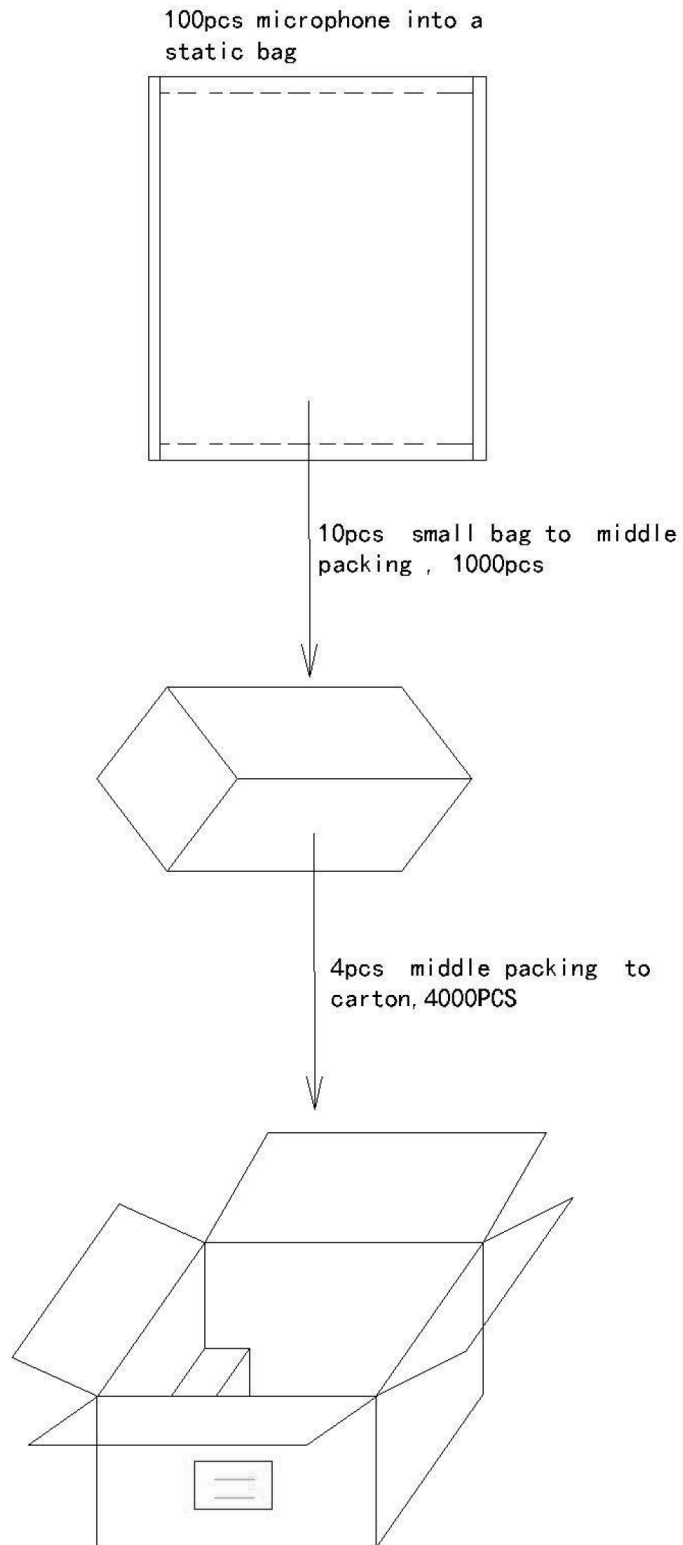 100pcs microphone into a
static bag
10pcs small bag to middle
packing , 1000pcs
4pcs middle packing to
carton, 4000PCS